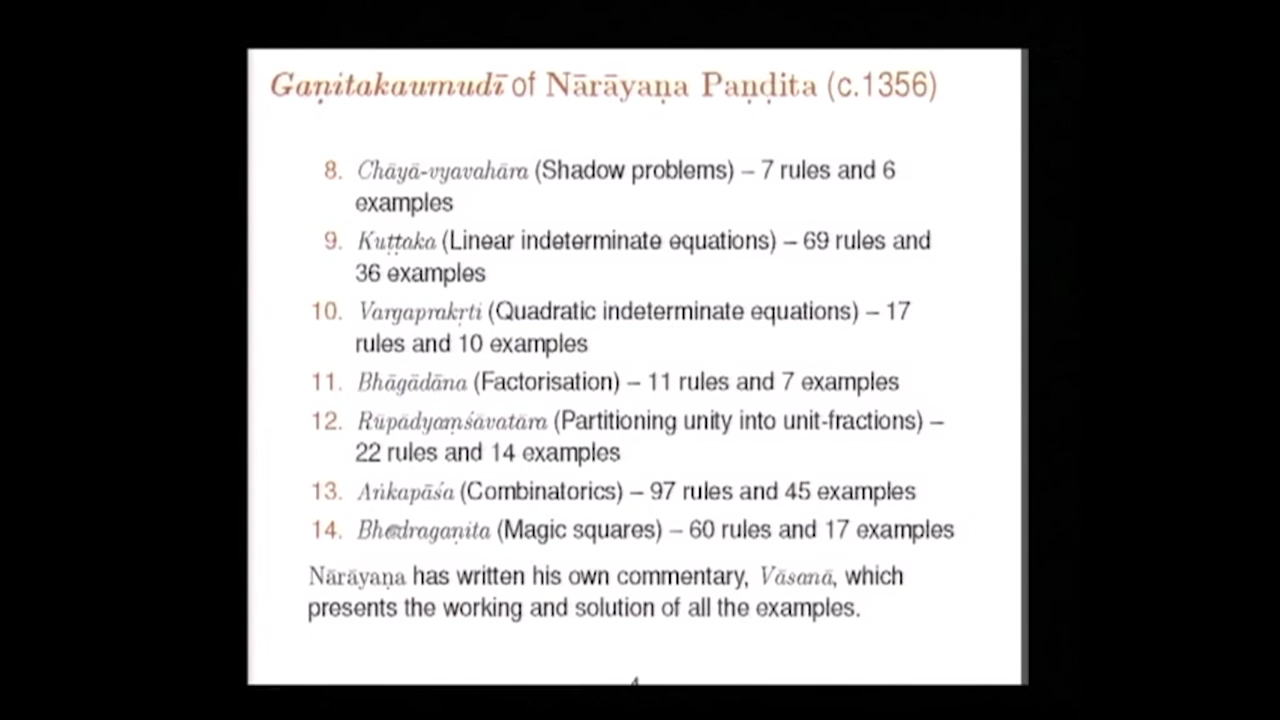 Gaṇitakaumudī of Nārāyaṇa Paṇḍita (c.1356)
8. Chāyā-vyavahāra (Shadow problems) – 7 rules and 6
examples
9. Kuṭṭaka (Linear indeterminate equations) – 69 rules and
36 examples
10. Vargaprakṛti (Quadratic indeterminate equations) – 17
rules and 10 examples
11. Bhāgādāna (Factorisation) – 11 rules and 7 examples
12. Rūpādyaṃśāvatāra (Partitioning unity into unit-fractions) –
22 rules and 14 examples
13. Aṅkapāśa (Combinatorics) – 97 rules and 45 examples
14. Bhadragaṇita (Magic squares) – 60 rules and 17 examples
Nārāyaṇa has written his own commentary, Vāsanā, which
presents the working and solution of all the examples.